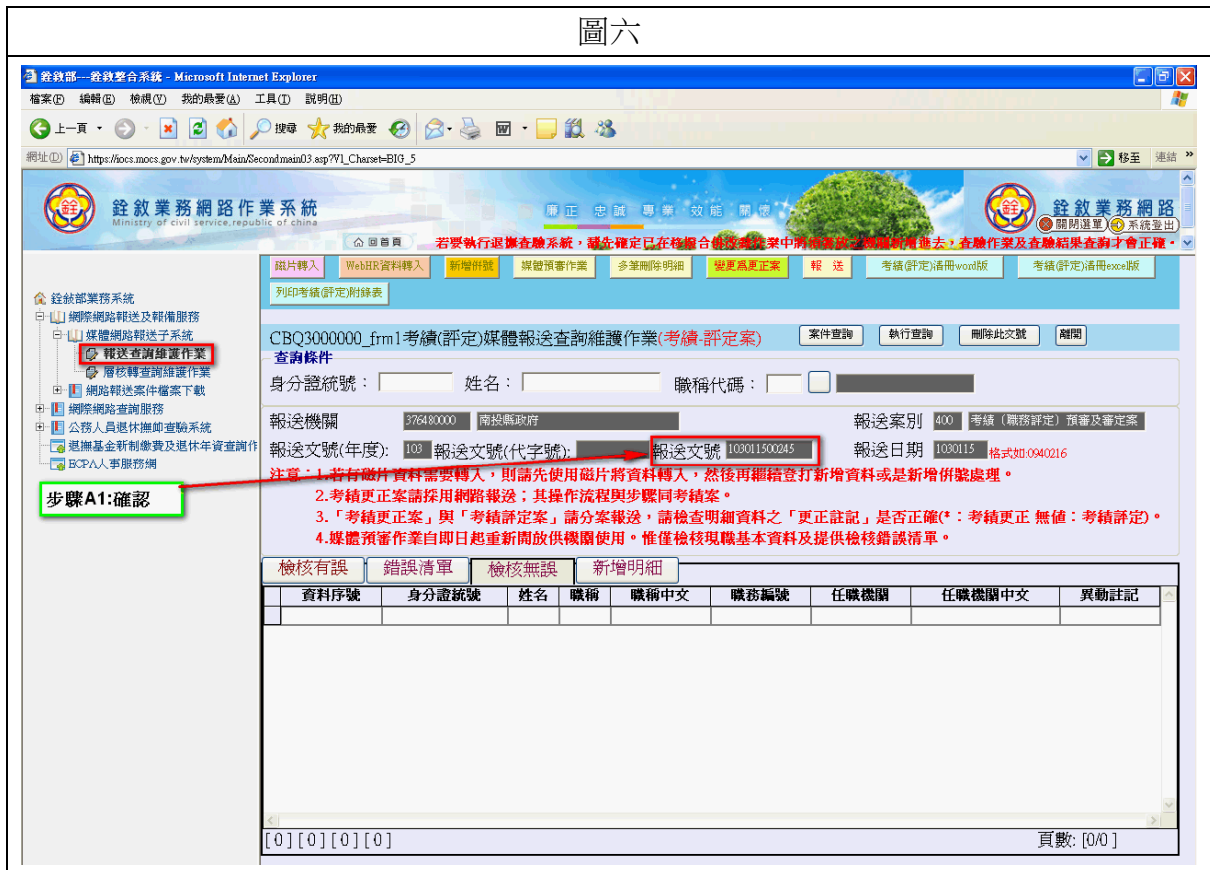 圖六
銓敘部---銓敘整合系統 - Microsoft Internet Explorer
檔案(F) 編輯(E) 檢視(V) 我的最愛(A) 工具(T) 說明(H)
上一頁 搜尋 我的最愛
網址(D) https://iocs.mocs.gov.tw/system/Main/Secondmain03.asp?V1_Charset=BIG_5 移至 連結 »
銓敘業務網路作業系統
Ministry of civil service,republic of china
廉正 忠誠 專業 效能 關懷
銓敘業務網路
關閉選單 系統登出
回首頁 若要執行退撫查驗系統，請先確定已在
進去，查驗作業及查驗結果查詢才會正確。
磁片轉入 WebHR資料轉入 新增併號 媒體預審作業 多筆刪除明細 變更為更正案 報 送 考績(評定)清冊word版 考績(評定)清冊excel版
列印考績(評定)附錄表
銓敘部業務系統
網際網路報送及報備服務
媒體網路報送子系統
報送查詢維護作業
層核轉查詢維護作業
網路報送案件檔案下載
網際網路查詢服務
公務人員退休撫卹查驗系統
退撫基金新制繳費及退休年資查詢作
ECPA人事服務網
步驟A1:確認
CBQ3000000_frm1考績(評定)媒體報送查詢維護作業(考績-評定案) 案件查詢 執行查詢 刪除此文號 離開
查詢條件
身分證統號： 姓名： 職稱代碼：
報送機關 376480000 南投縣政府 報送案別 400 考績（職務評定）預審及審定案
報送文號(年度): 103 報送文號(代字號): 報送文號 103011500245 報送日期 1030115 格式如:0940216
注意：1.若有磁片資料需要轉入，則請先使用磁片將資料轉入，然後再繼續登打新增資料或是新增併號處理。
2.考績更正案請採用網路報送；其操作流程與步驟同考績案。
3.「考績更正案」與「考績評定案」請分案報送，請檢查明細資料之「更正註記」是否正確(*：考績更正 無值：考績評定)。
4.媒體預審作業自即日起重新開放供機關使用。惟僅檢核現職基本資料及提供檢核錯誤清單。
檢核有誤 錯誤清單 檢核無誤 新增明細
資料序號 身分證統號 姓名 職稱 職稱中文 職務編號 任職機關 任職機關中文 異動註記
[ 0 ] [ 0 ] [ 0 ] [ 0 ] 頁數: [0/0 ]